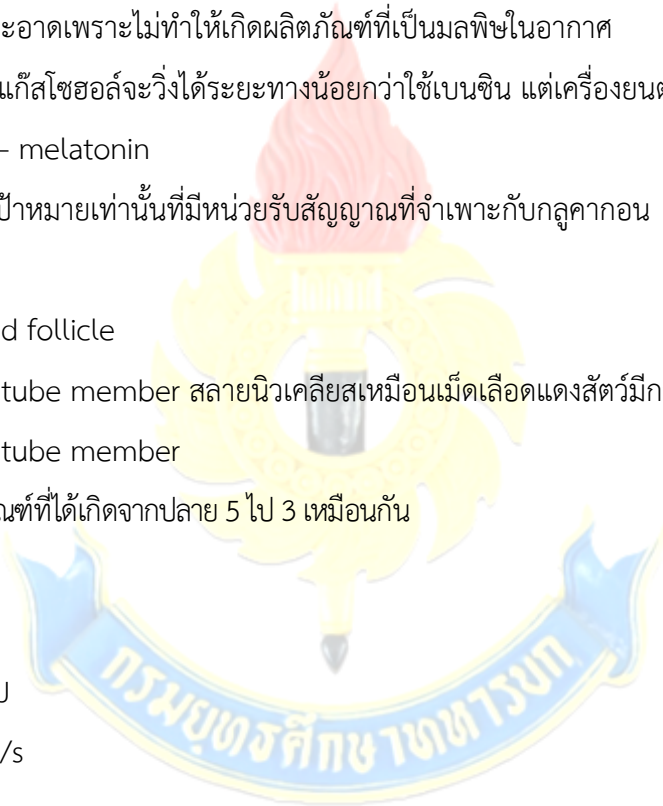 ะอาดเพราะไม่ทำให้เกิดผลิตภัณฑ์ที่เป็นมลพิษในอากาศ
แก๊สโซฮอล์จะวิ่งได้ระยะทางน้อยกว่าใช้เบนซิน แต่เครื่องยนต
– melatonin
ป้าหมายเท่านั้นที่มีหน่วยรับสัญญาณที่จำเพาะกับกลูคากอน
d follicle
tube member สลายนิวเคลียสเหมือนเม็ดเลือดแดงสัตว์มีก
tube member
ณฑ์ที่ได้เกิดจากปลาย 5 ไป 3 เหมือนกัน
ป
/s
กรมยุทธศึกษาทหารบก